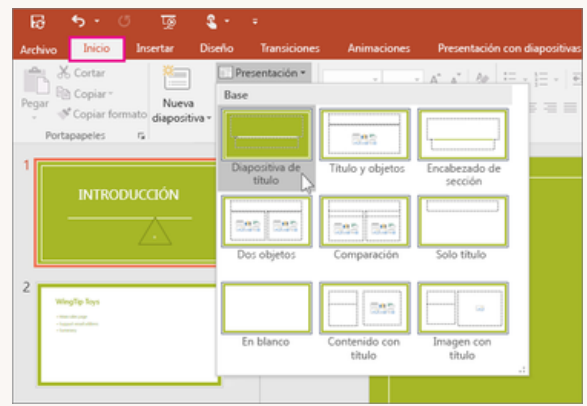 Archivo Inicio Insertar Diseño Transiciones Animaciones Presentación con diapositivas
Pegar
Cortar
Copiar
Copiar formato
Portapapeles
Nueva
diapositiva
Presentación
Base
Diapositiva de
título
Título y objetos
Encabezado de
sección
Dos objetos
Comparación
Solo título
En blanco
Contenido con
título
Imagen con
título
1
INTRODUCCIÓN
2
WingTip Toys